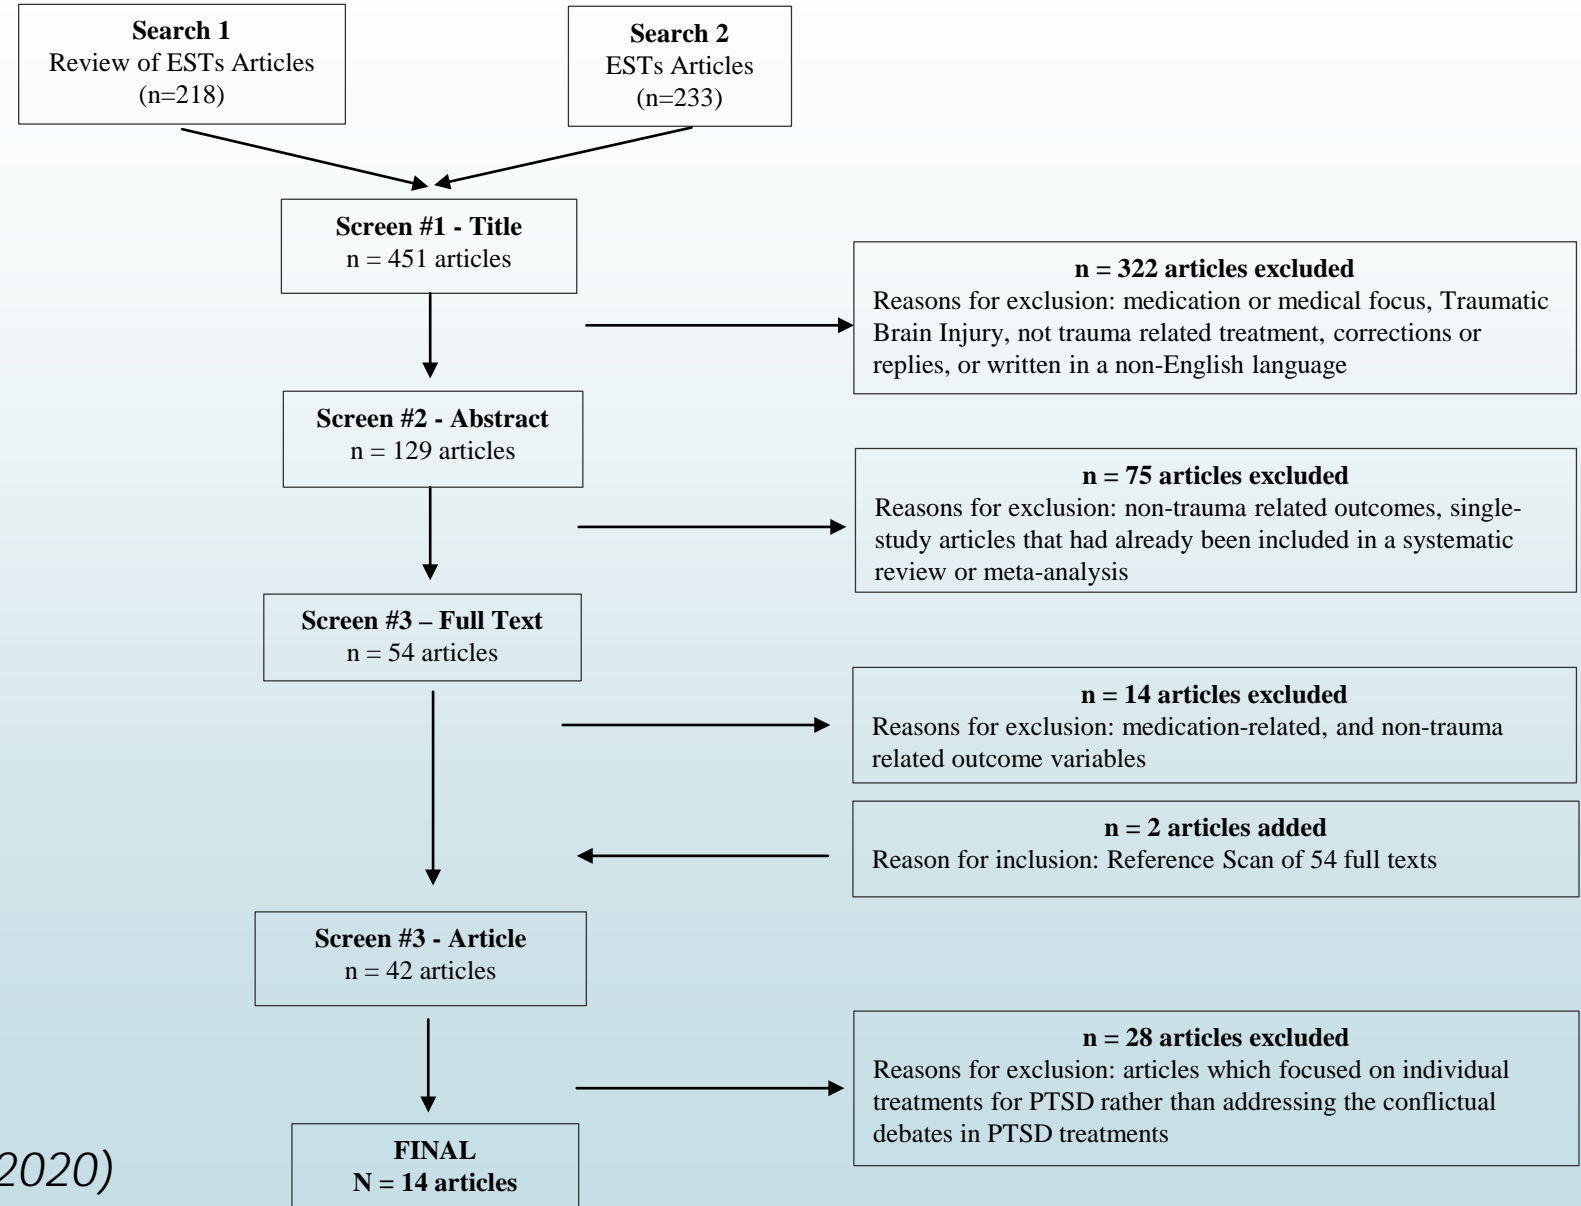 Search 1
Review of ESTs Articles
(n=218)
Search 2
ESTs Articles
(n=233)
Screen #1 - Title
n = 451 articles
n = 322 articles excluded
Reasons for exclusion: medication or medical focus, Traumatic
Brain Injury, not trauma related treatment, corrections or
replies, or written in a non-English language
Screen #2 - Abstract
n = 129 articles
n = 75 articles excluded
Reasons for exclusion: non-trauma related outcomes, single-
study articles that had already been included in a systematic
review or meta-analysis
Screen #3 – Full Text
n = 54 articles
n = 14 articles excluded
Reasons for exclusion: medication-related, and non-trauma
related outcome variables
n = 2 articles added
Reason for inclusion: Reference Scan of 54 full texts
Screen #3 - Article
n = 42 articles
n = 28 articles excluded
Reasons for exclusion: articles which focused on individual
treatments for PTSD rather than addressing the conflictual
debates in PTSD treatments
FINAL
N = 14 articles
2020)